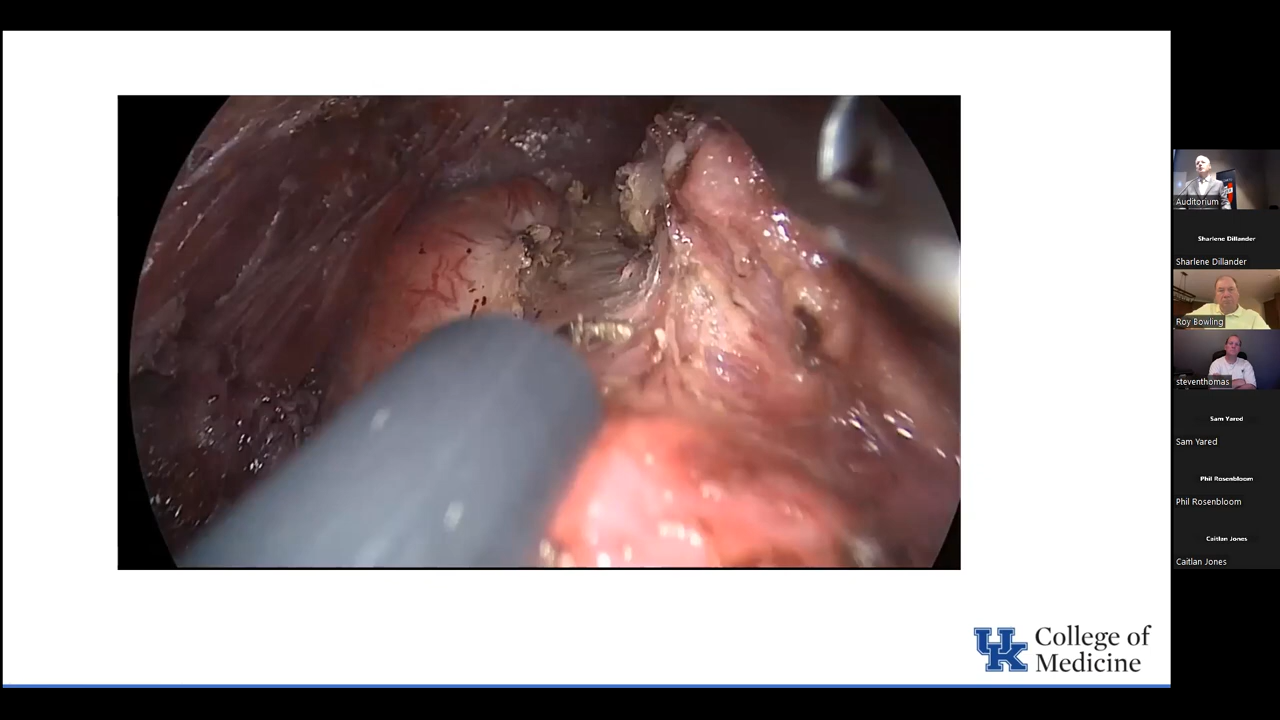 UK
College of
Medicine
Auditorium
Sharlene Dillander
Sharlene Dillander
Roy Bowling
steventhomas
Sam Yared
Sam Yared
Phil Rosenbloom
Phil Rosenbloom
Caitlan Jones
Caitlan Jones